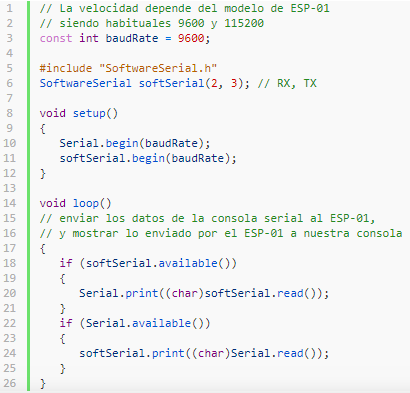 1 // La velocidad depende del modelo de ESP-01
2 // siendo habituales 9600 y 115200
3 const int baudRate = 9600;
4
5 #include "SoftwareSerial.h"
6 SoftwareSerial softSerial(2, 3); // RX, TX
7
8 void setup()
9 {
10    Serial.begin(baudRate);
11    softSerial.begin(baudRate);
12 }
13
14 void loop()
15 // enviar los datos de la consola serial al ESP-01,
16 // y mostrar lo enviado por el ESP-01 a nuestra consola
17 {
18    if (softSerial.available())
19    {
20       Serial.print((char)softSerial.read());
21    }
22    if (Serial.available())
23    {
24       softSerial.print((char)Serial.read());
25    }
26 }